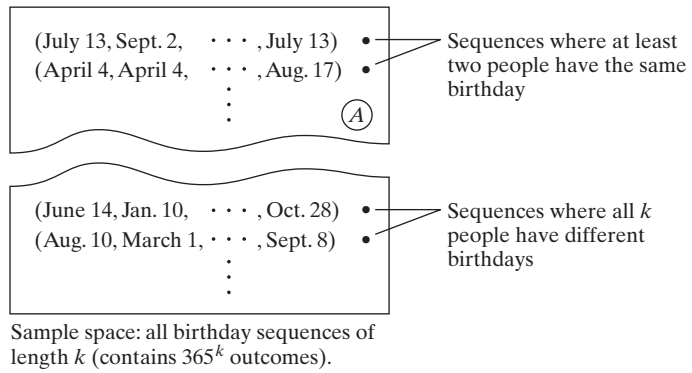 (July 13, Sept. 2, · · · , July 13)
(April 4, April 4, · · · , Aug. 17)
A
Sequences where at least
two people have the same
birthday
(June 14, Jan. 10, · · · , Oct. 28)
(Aug. 10, March 1, · · · , Sept. 8)
Sequences where all k
people have different
birthdays
Sample space: all birthday sequences of
length k (contains 365^k outcomes).